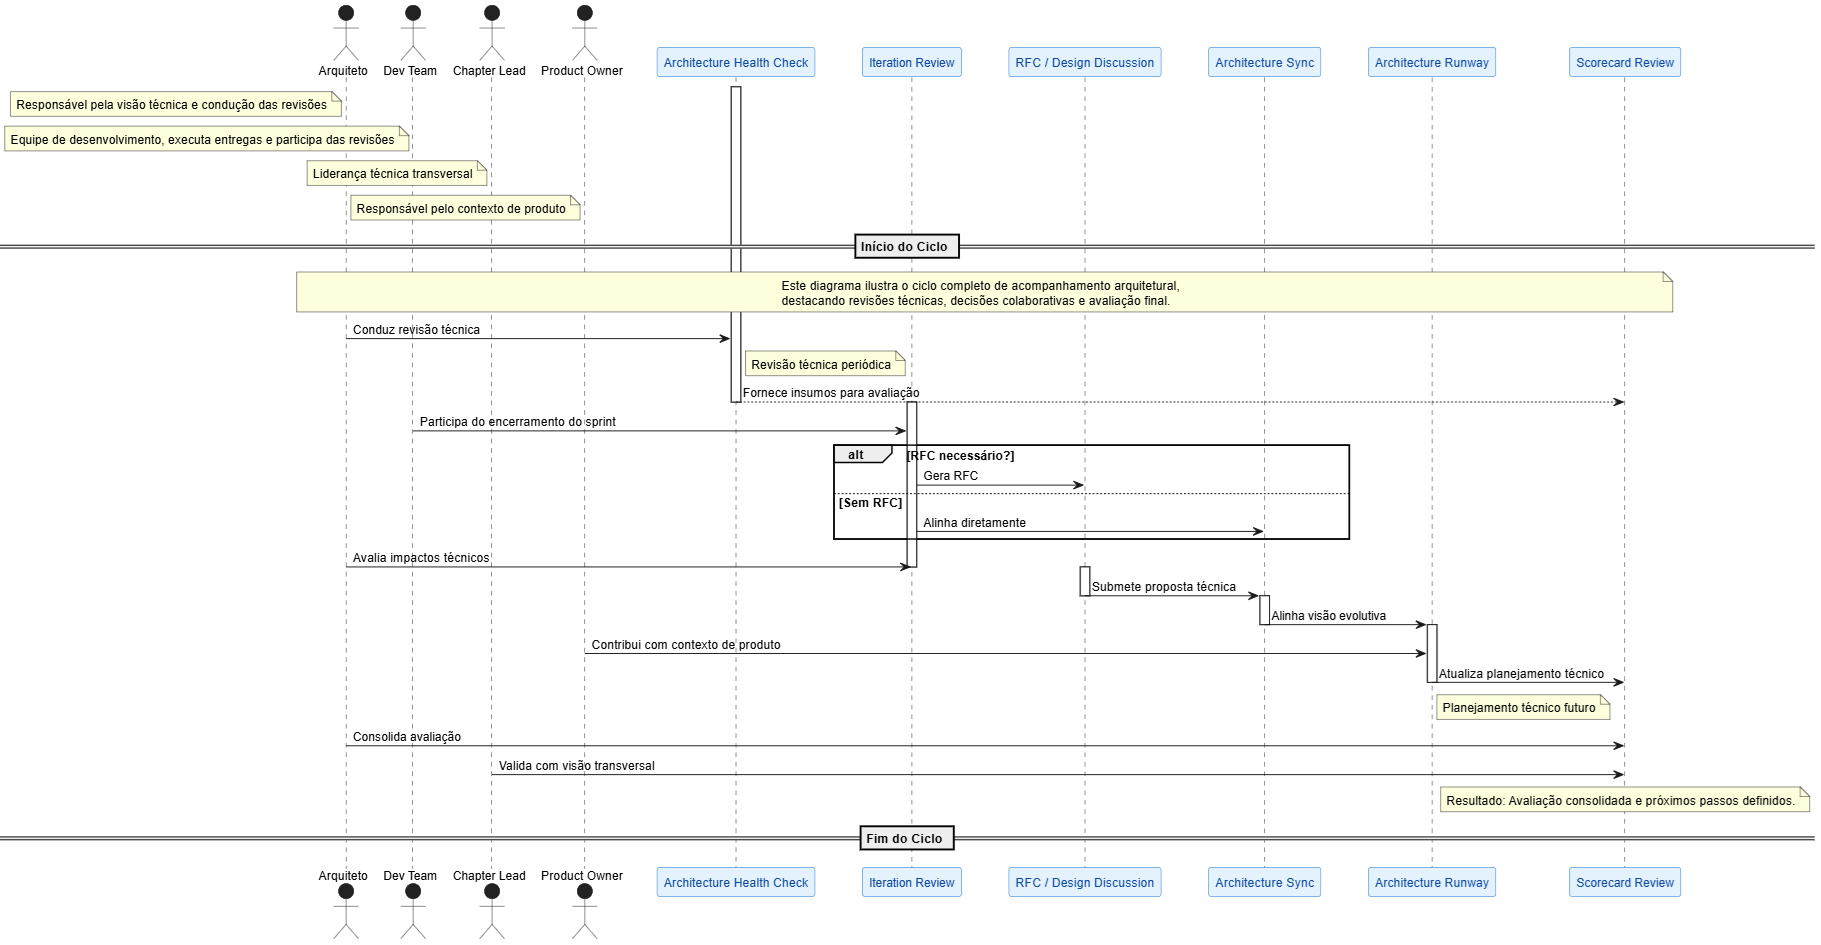 Arquiteto
Dev Team
Chapter Lead
Product Owner
Architecture Health Check
Iteration Review
RFC / Design Discussion
Architecture Sync
Architecture Runway
Scorecard Review
Responsável pela visão técnica e condução das revisões
Equipe de desenvolvimento, executa entregas e participa das revisões
Liderança técnica transversal
Responsável pelo contexto de produto
Início do Ciclo
Este diagrama ilustra o ciclo completo de acompanhamento arquitetural,
destacando revisões técnicas, decisões colaborativas e avaliação final.
Conduz revisão técnica
Revisão técnica periódica
Fornece insumos para avaliação
Participa do encerramento do sprint
alt
[RFC necessário?]
Gera RFC
[Sem RFC]
Alinha diretamente
Avalia impactos técnicos
Submete proposta técnica
Alinha visão evolutiva
Contribui com contexto de produto
Atualiza planejamento técnico
Planejamento técnico futuro
Consolida avaliação
Valida com visão transversal
Resultado: Avaliação consolidada e próximos passos definidos.
Fim do Ciclo
Arquiteto
Dev Team
Chapter Lead
Product Owner
Architecture Health Check
Iteration Review
RFC / Design Discussion
Architecture Sync
Architecture Runway
Scorecard Review